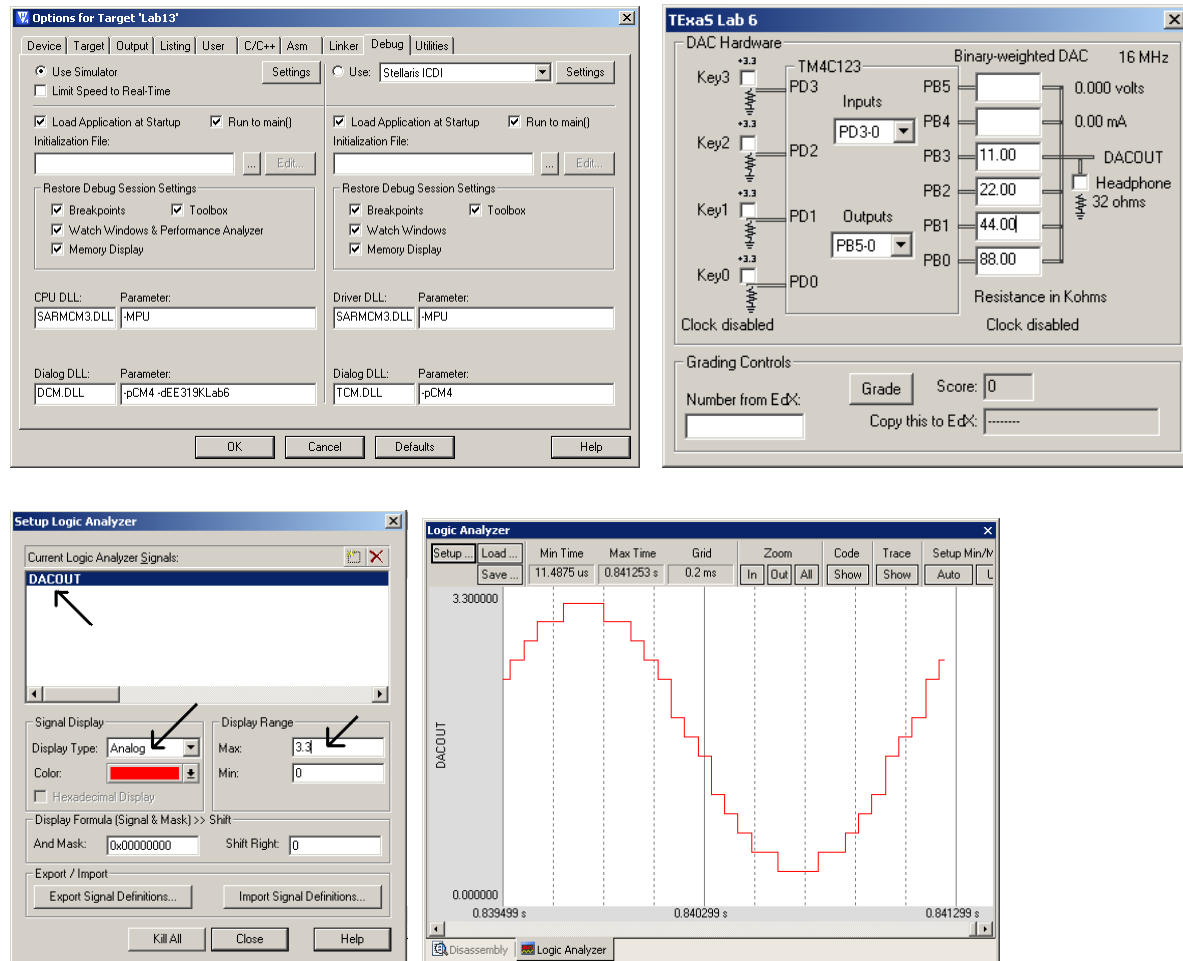 Options for Target 'Lab13'
Device Target Output Listing User C/C++ Asm Linker Debug Utilities
Use Simulator Settings
Limit Speed to Real-Time
Use: Stellaris ICDI Settings
Load Application at Startup Run to main()
Initialization File:
... Edit...
Load Application at Startup Run to main()
Initialization File:
... Edit...
Restore Debug Session Settings
Breakpoints Toolbox
Watch Windows & Performance Analyzer
Memory Display
Restore Debug Session Settings
Breakpoints Toolbox
Watch Windows
Memory Display
CPU DLL: Parameter:
SARMCM3.DLL -MPU
Driver DLL: Parameter:
SARMCM3.DLL -MPU
Dialog DLL: Parameter:
DCM.DLL -pCM4 -dEE319KLab6
Dialog DLL: Parameter:
TCM.DLL -pCM4
OK Cancel Defaults Help
TExaS Lab 6
DAC Hardware
+3.3
Key3
PD3
+3.3
Key2
PD2
+3.3
Key1
PD1
+3.3
Key0
PD0
Clock disabled
TM4C123
Inputs
PD3-0
Outputs
PB5-0
Binary-weighted DAC 16 MHz
PB5 0.000 volts
PB4 0.00 mA
PB3 11.00 DACOUT
PB2 22.00 Headphone
32 ohms
PB1 44.00
PB0 88.00
Resistance in Kohms
Clock disabled
Grading Controls
Number from EdX:
Grade Score: 0
Copy this to EdX: --------
Setup Logic Analyzer
Current Logic Analyzer Signals:
DACOUT
Signal Display
Display Type: Analog
Color:
Hexadecimal Display
Display Range
Max: 3.3
Min: 0
Display Formula (Signal & Mask) >> Shift
And Mask: 0x00000000 Shift Right: 0
Export / Import
Export Signal Definitions... Import Signal Definitions...
Kill All Close Help
Logic Analyzer
Setup ... Load ... Min Time Max Time Grid Zoom Code Trace Setup Min/M
Save ... 11.4875 us 0.841253 s 0.2 ms In Out All Show Show Auto U
3.300000
DACOUT
0.000000
0.839499 s 0.840299 s 0.841299 s
Disassembly Logic Analyzer